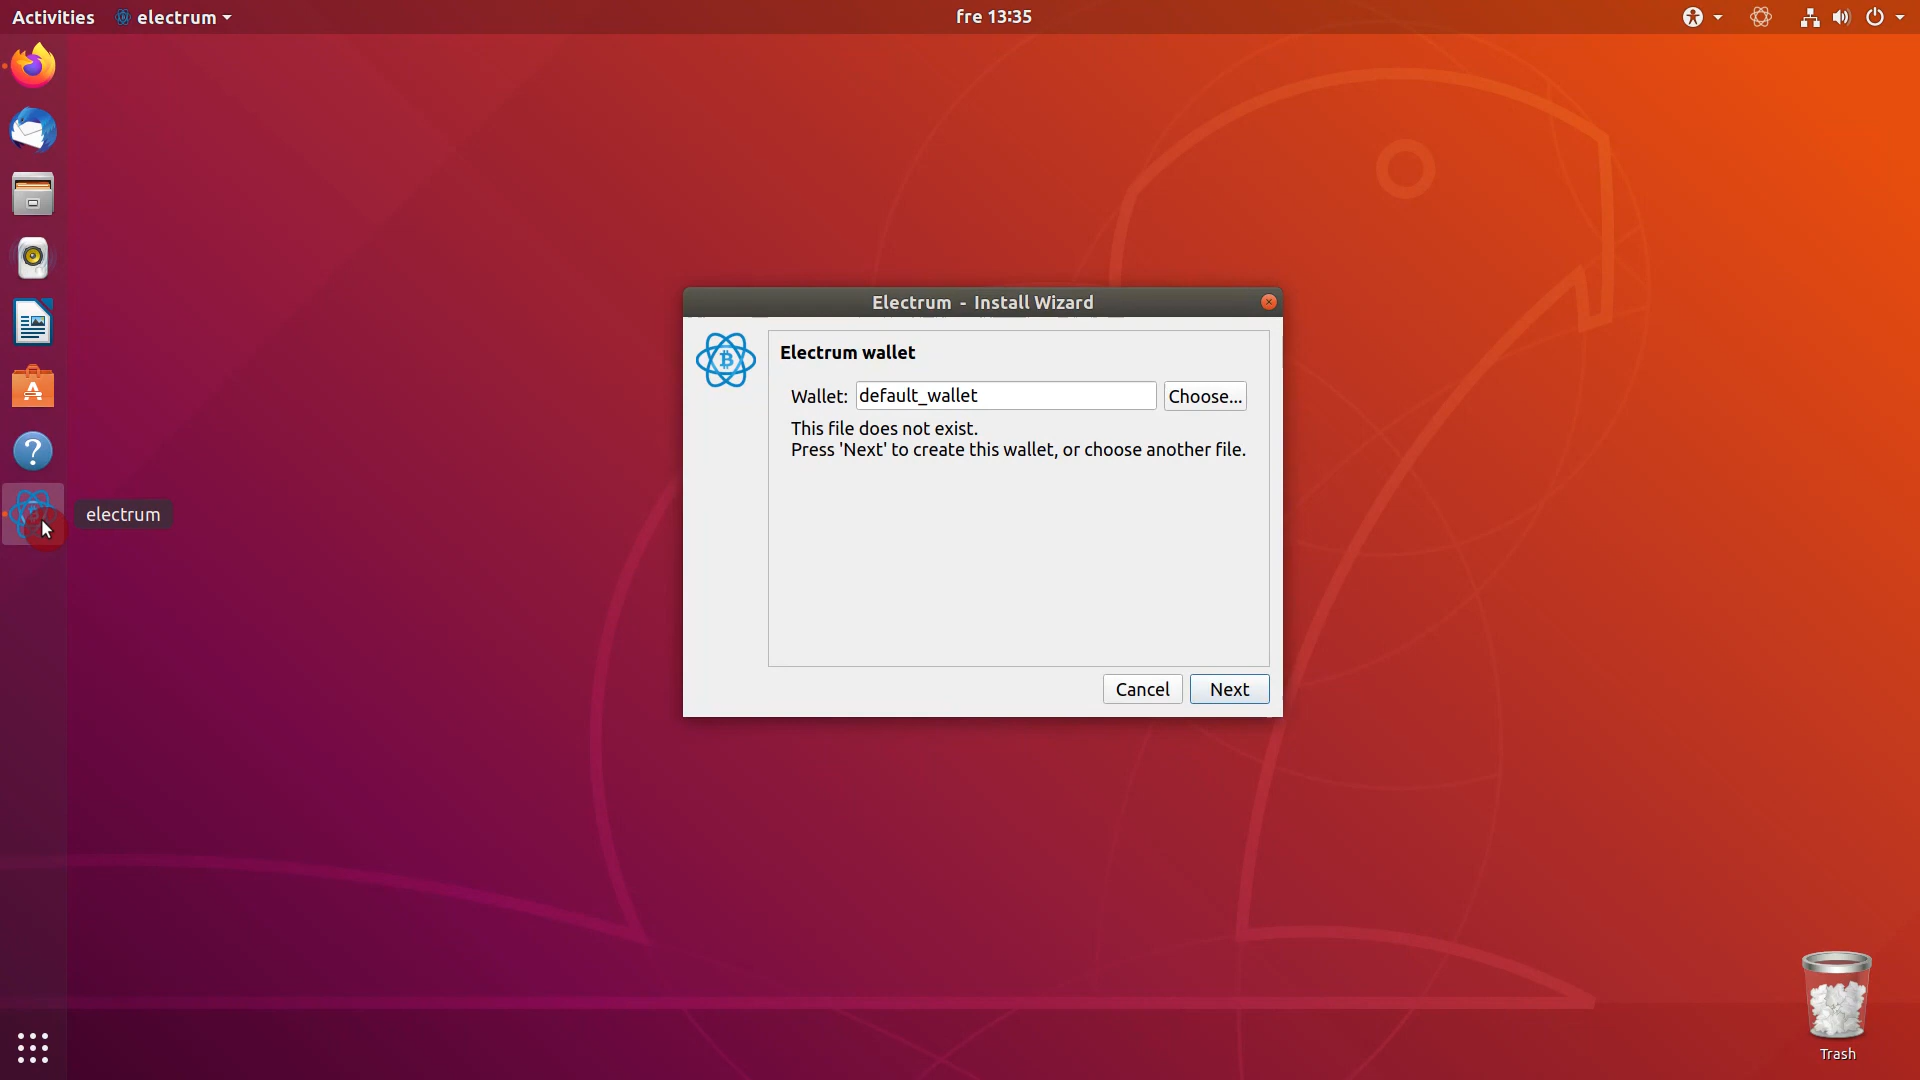 Activities electrum fre 13:35
Electrum - Install Wizard
Electrum wallet
Wallet: default_wallet Choose...
This file does not exist.
Press 'Next' to create this wallet, or choose another file.
electrum
Cancel Next
Trash